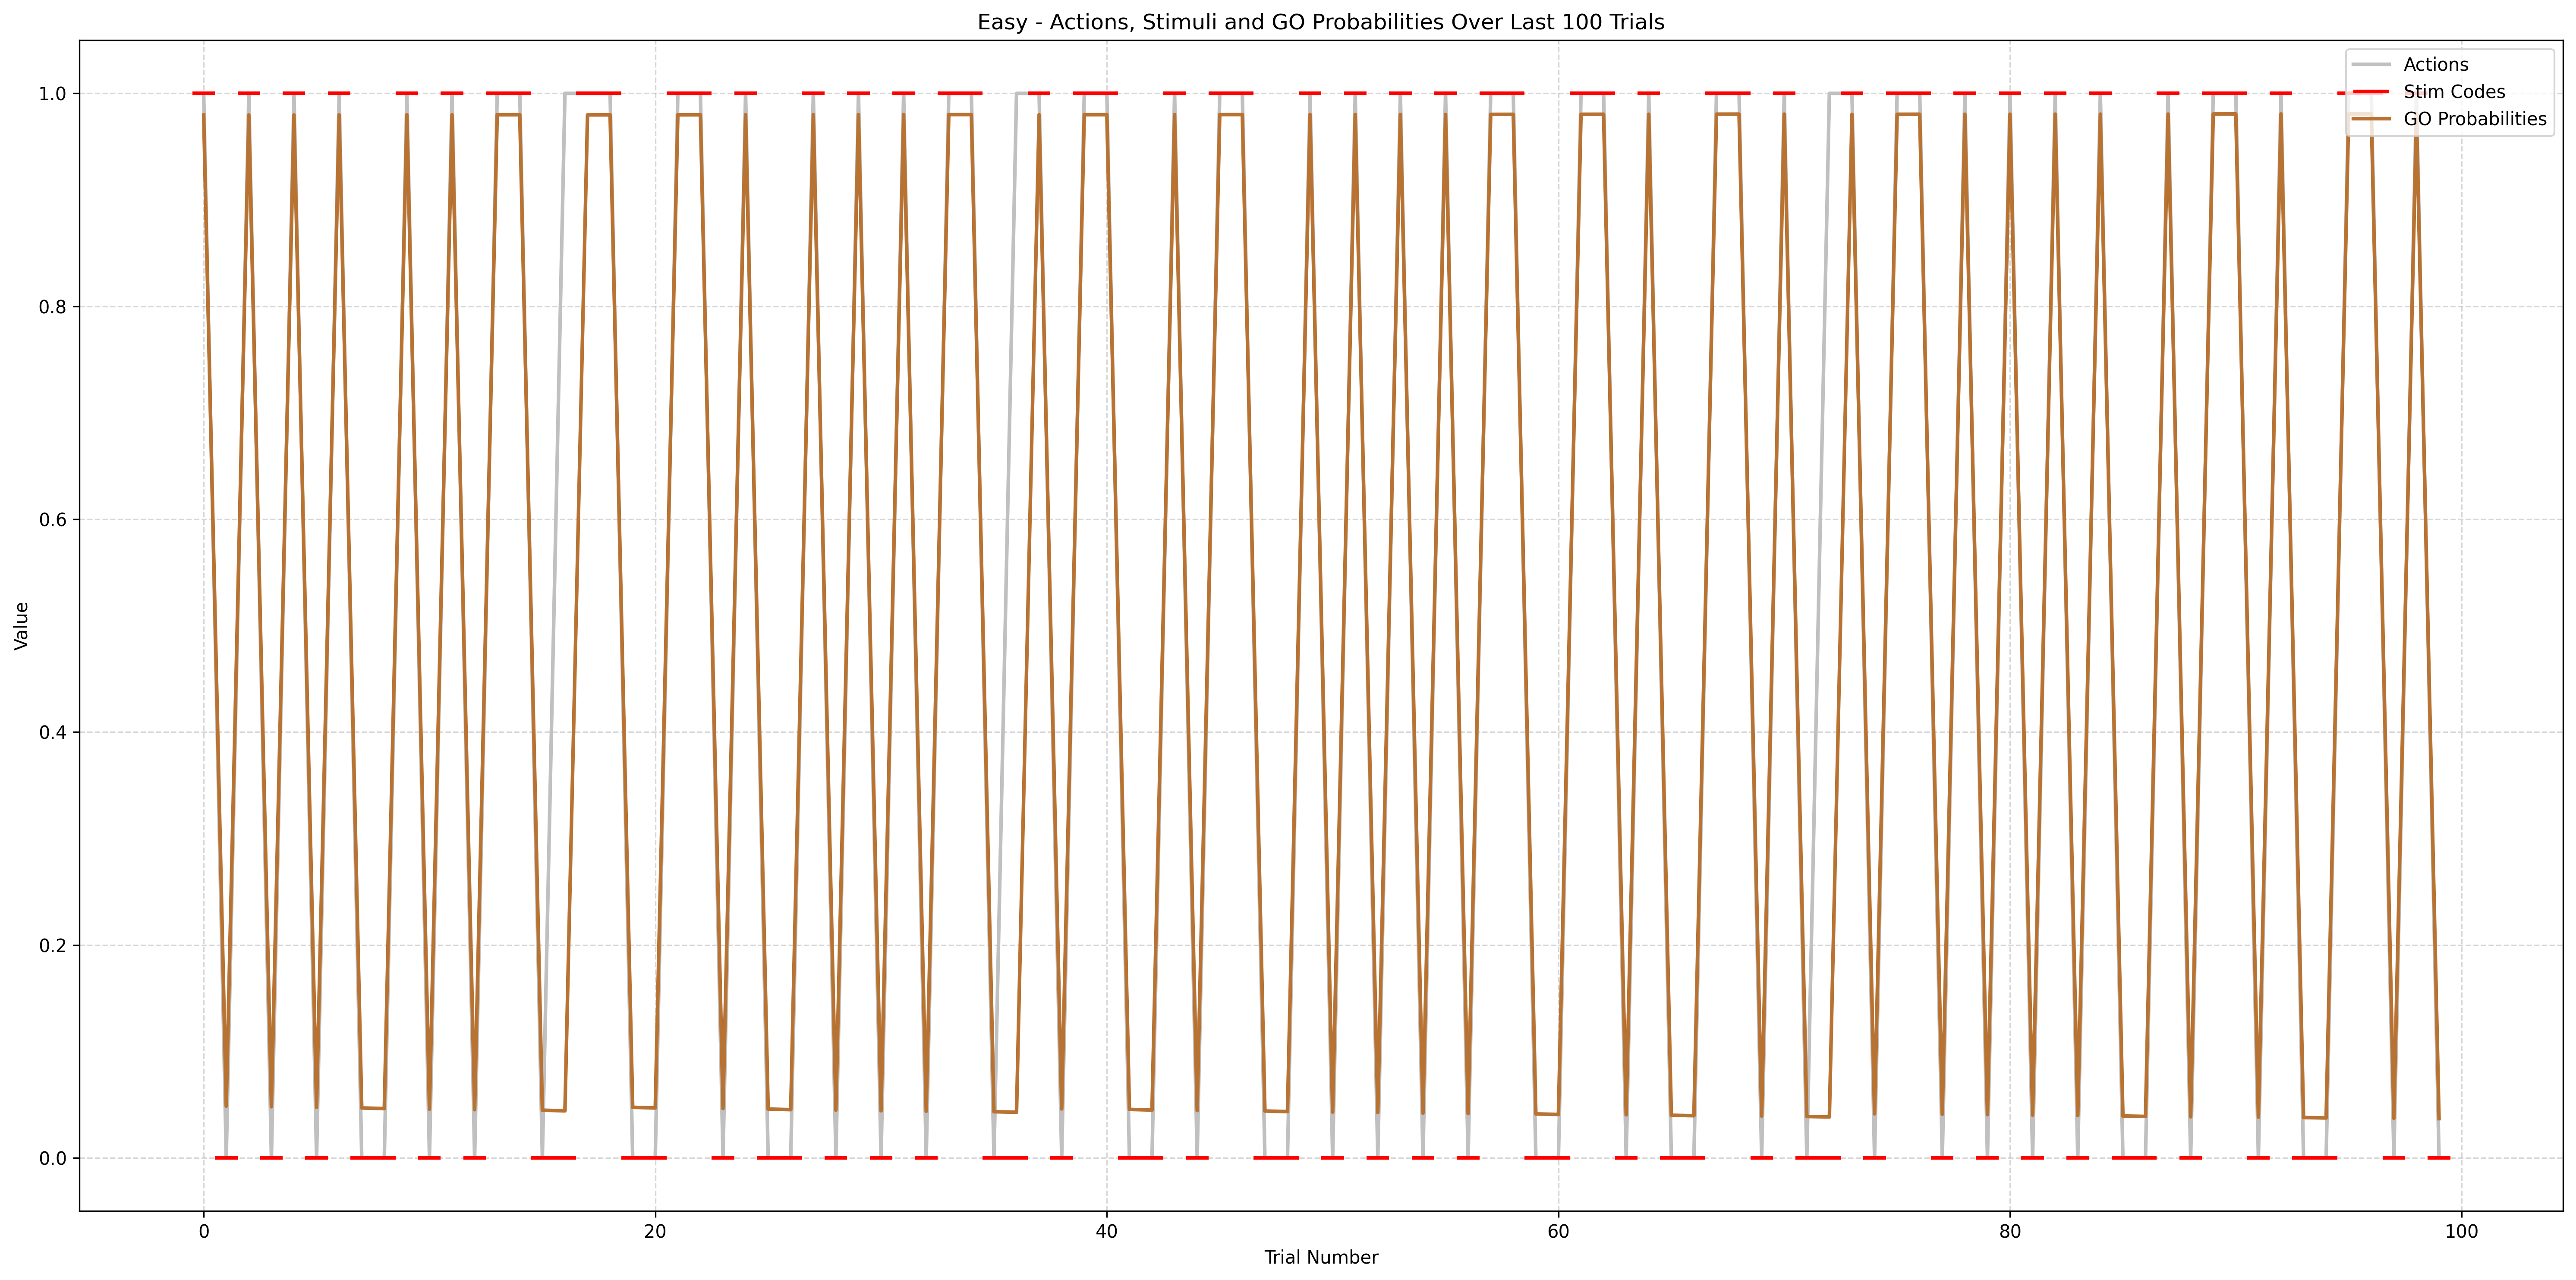 Easy - Actions, Stimuli and GO Probabilities Over Last 100 Trials
Actions
Stim Codes
GO Probabilities
1.0
0.8
0.6
0.4
0.2
0.0
Value
0 20 40 60 80 100
Trial Number